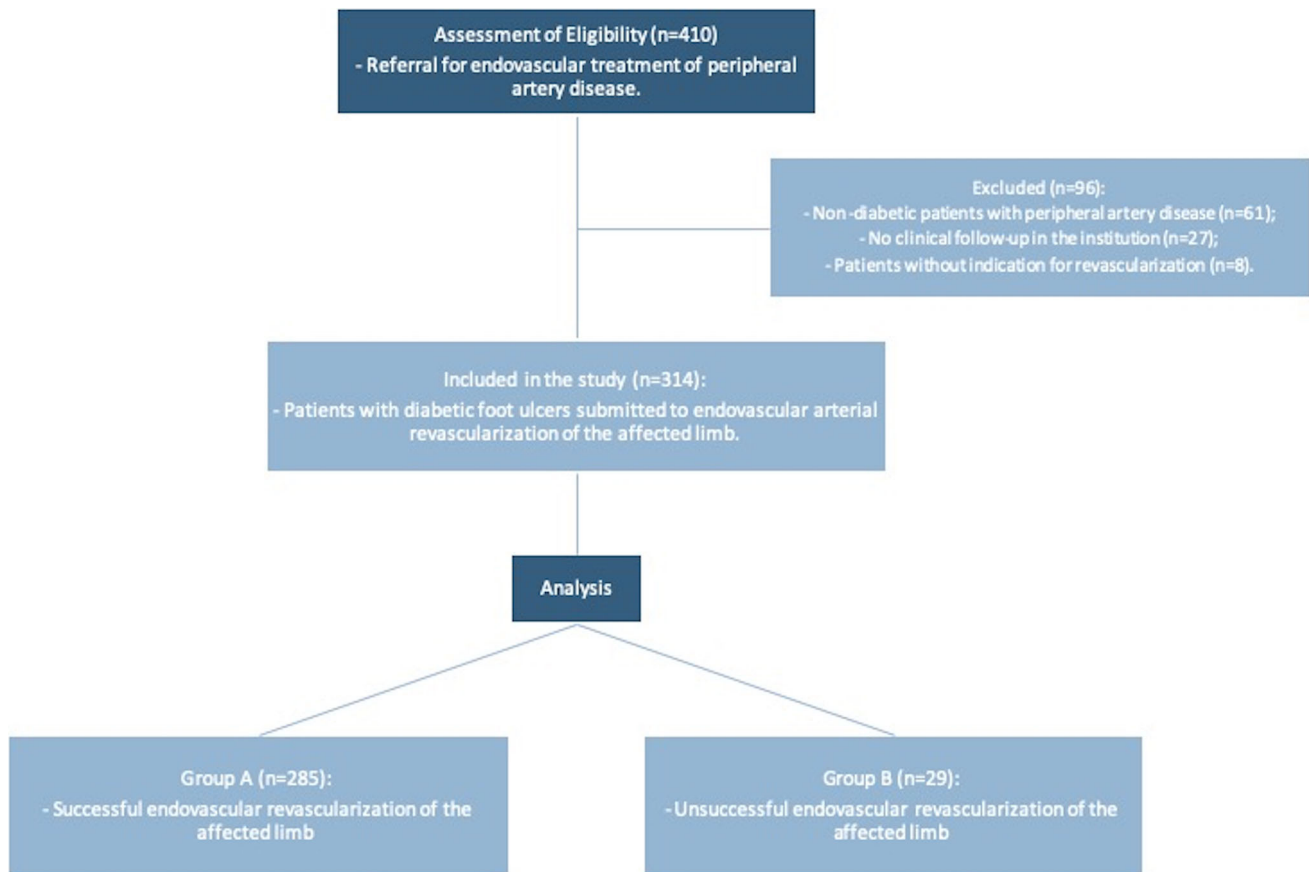 Assessment of Eligibility (n=410)
- Referral for endovascular treatment of peripheral
artery disease.
Excluded (n=96):
- Non-diabetic patients with peripheral artery disease (n=61);
- No clinical follow-up in the institution (n=27);
- Patients without indication for revascularization (n=8).
Included in the study (n=314):
- Patients with diabetic foot ulcers submitted to endovascular arterial
revascularization of the affected limb.
Analysis
Group A (n=285):
- Successful endovascular revascularization of the
affected limb
Group B (n=29):
- Unsuccessful endovascular revascularization of the
affected limb